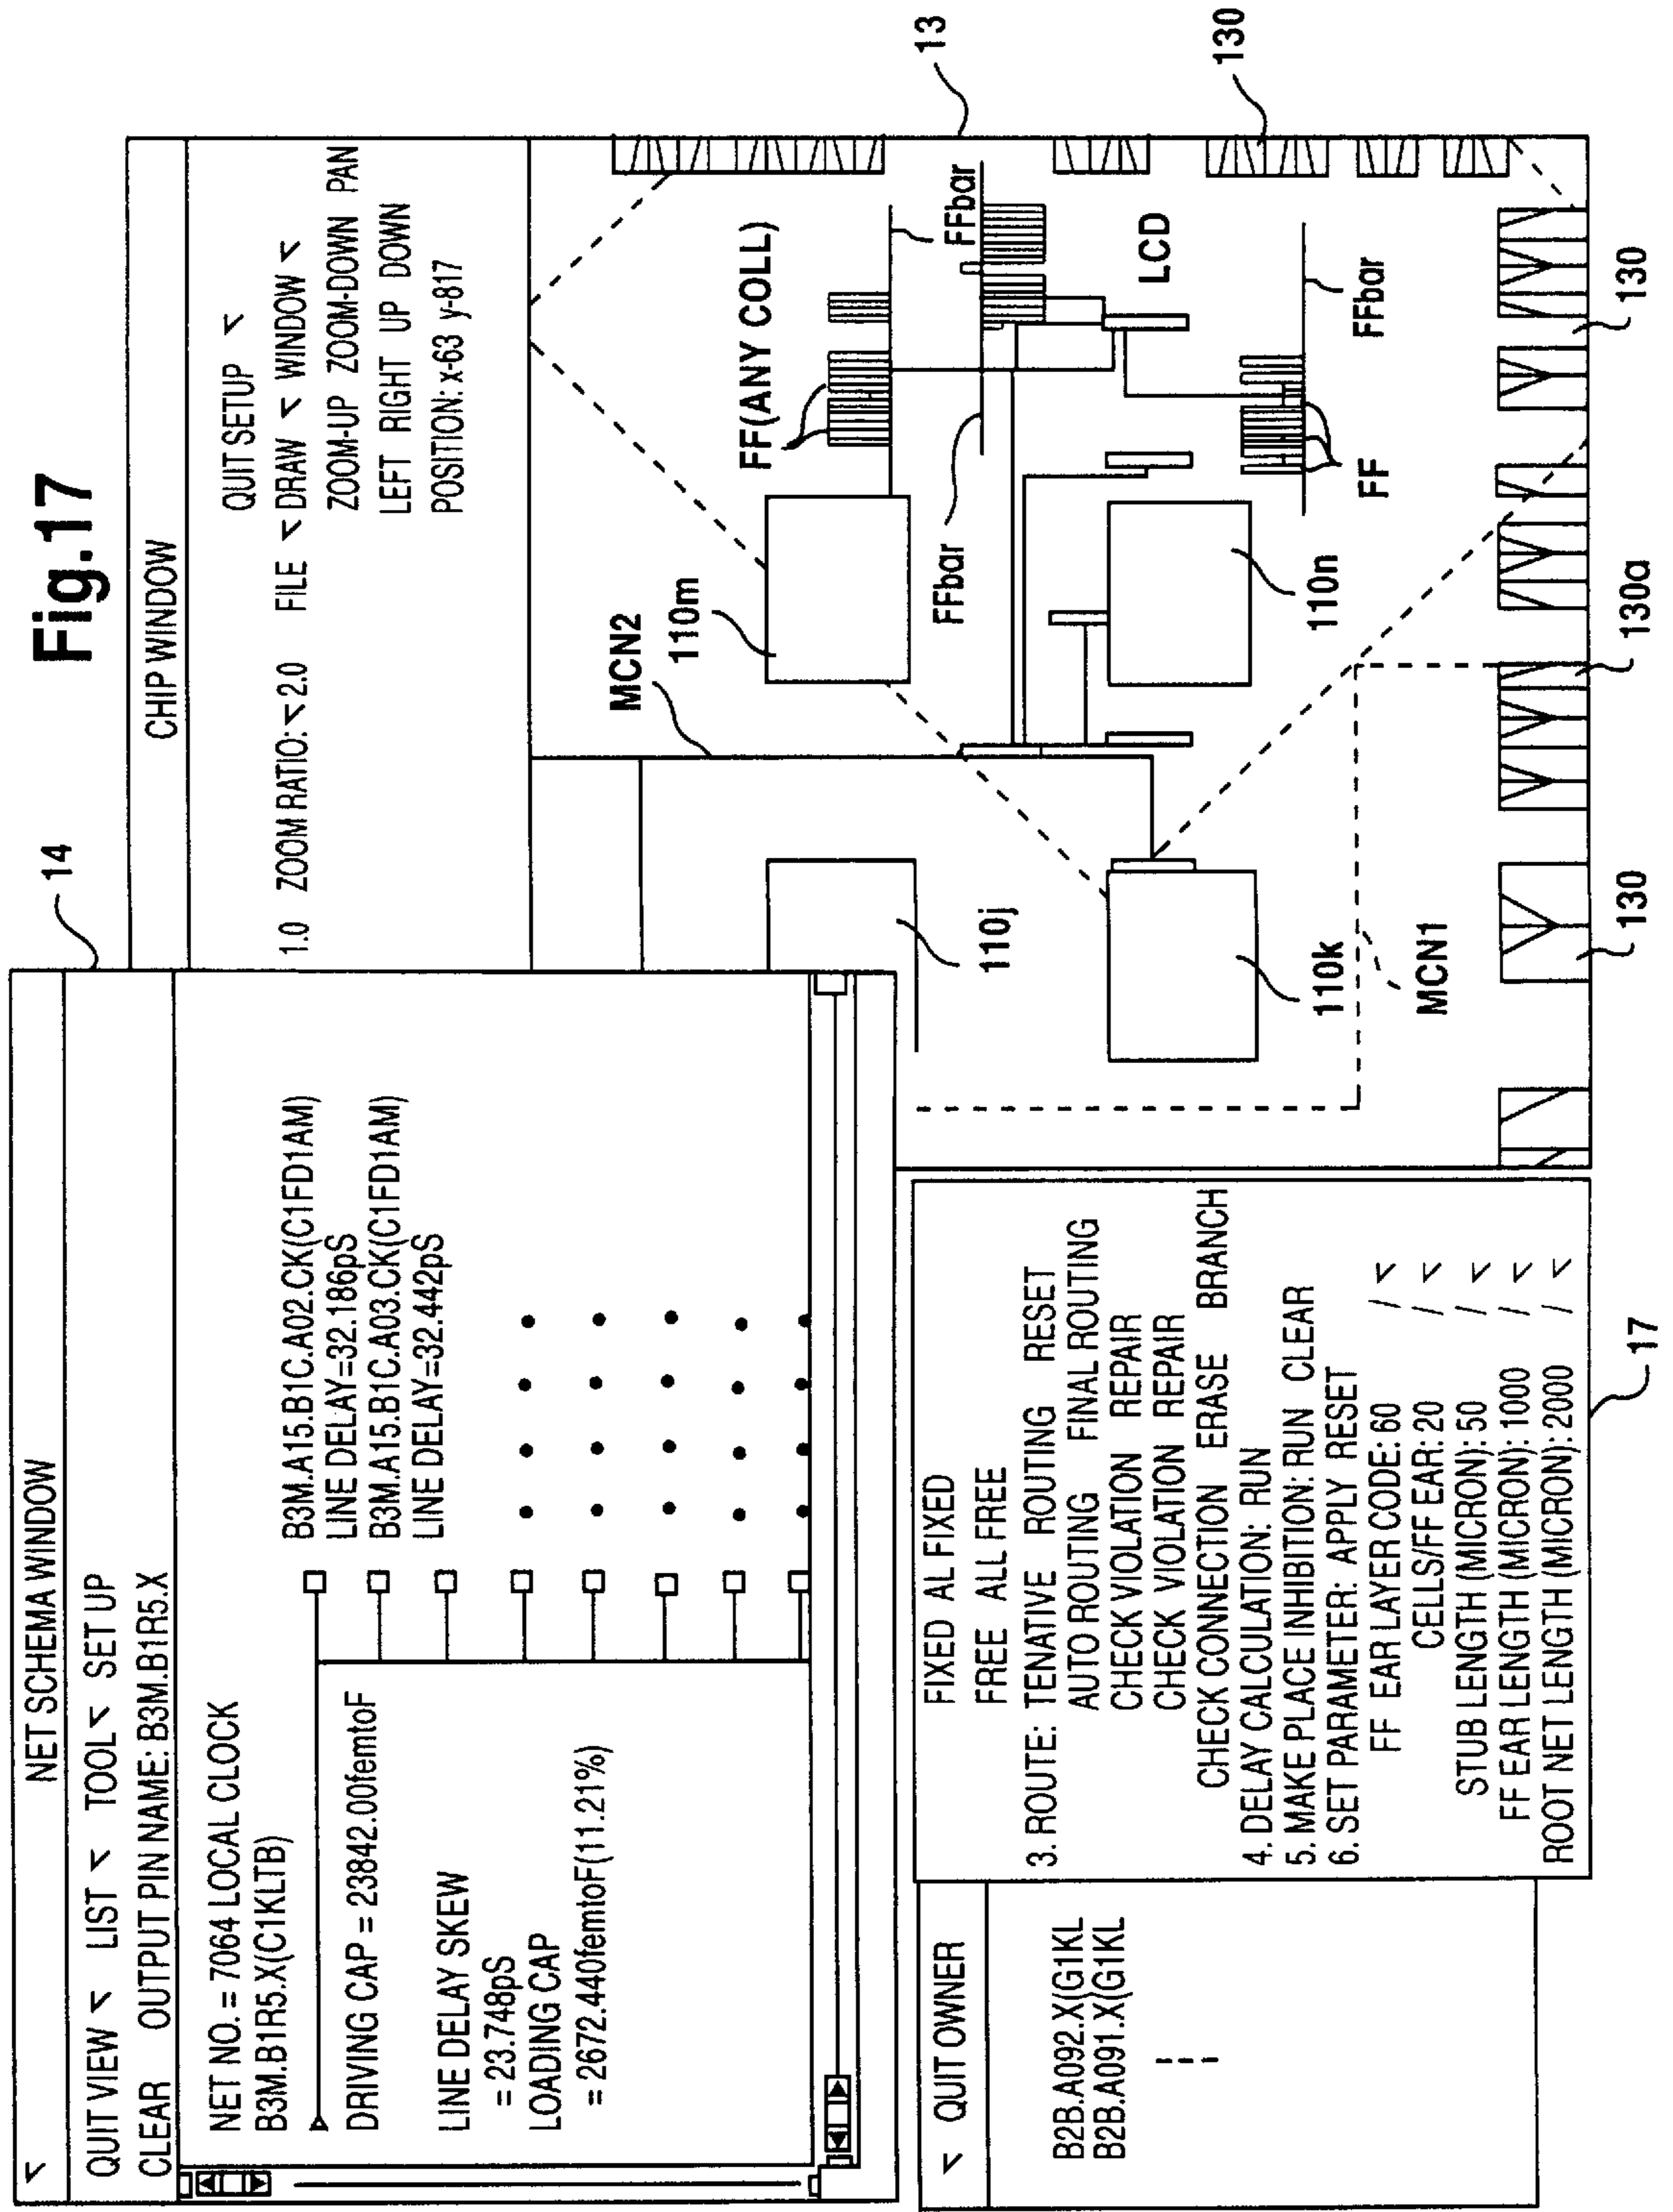 Fig.17
14
NET SCHEMA WINDOW
QUIT VIEW LIST TOOL SET UP
CLEAR OUTPUT PIN NAME: B3M.B1R5.X
NET NO. = 7064 LOCAL CLOCK
B3M.B1R5.X(C1KLTB)
DRIVING CAP = 23842.00femtoF
LINE DELAY SKEW
= 23.748pS
LOADING CAP
= 2672.440femtoF(11.21%)
B3M.A15.B1C.A02.CK(C1FD1AM)
LINE DELAY=32.186pS
B3M.A15.B1C.A03.CK(C1FD1AM)
LINE DELAY=32.442pS
CHIP WINDOW
QUIT SETUP
1.0 ZOOM RATIO: 2.0 FILE DRAW WINDOW
ZOOM-UP ZOOM-DOWN PAN
LEFT RIGHT UP DOWN
POSITION: x-63 y-817
MCN2
110m
FF(ANY COLL)
FFbar
FFbar
13
110j
LCD
130
110k
110n
FF
FFbar
MCN1
130
130a
130
QUIT OWNER
B2B.A092.X(G1KL
B2B.A091.X(G1KL
FIXED AL FIXED
FREE ALL FREE
3. ROUTE: TENATIVE ROUTING RESET
AUTO ROUTING FINAL ROUTING
CHECK VIOLATION REPAIR
CHECK VIOLATION REPAIR
CHECK CONNECTION ERASE BRANCH
4. DELAY CALCULATION: RUN
5. MAKE PLACE INHIBITION: RUN CLEAR
6. SET PARAMETER: APPLY RESET
FF EAR LAYER CODE: 60 /
CELLS/FF EAR: 20 /
STUB LENGTH (MICRON): 50 /
FF EAR LENGTH (MICRON): 1000 /
ROOT NET LENGTH (MICRON): 2000 /
17